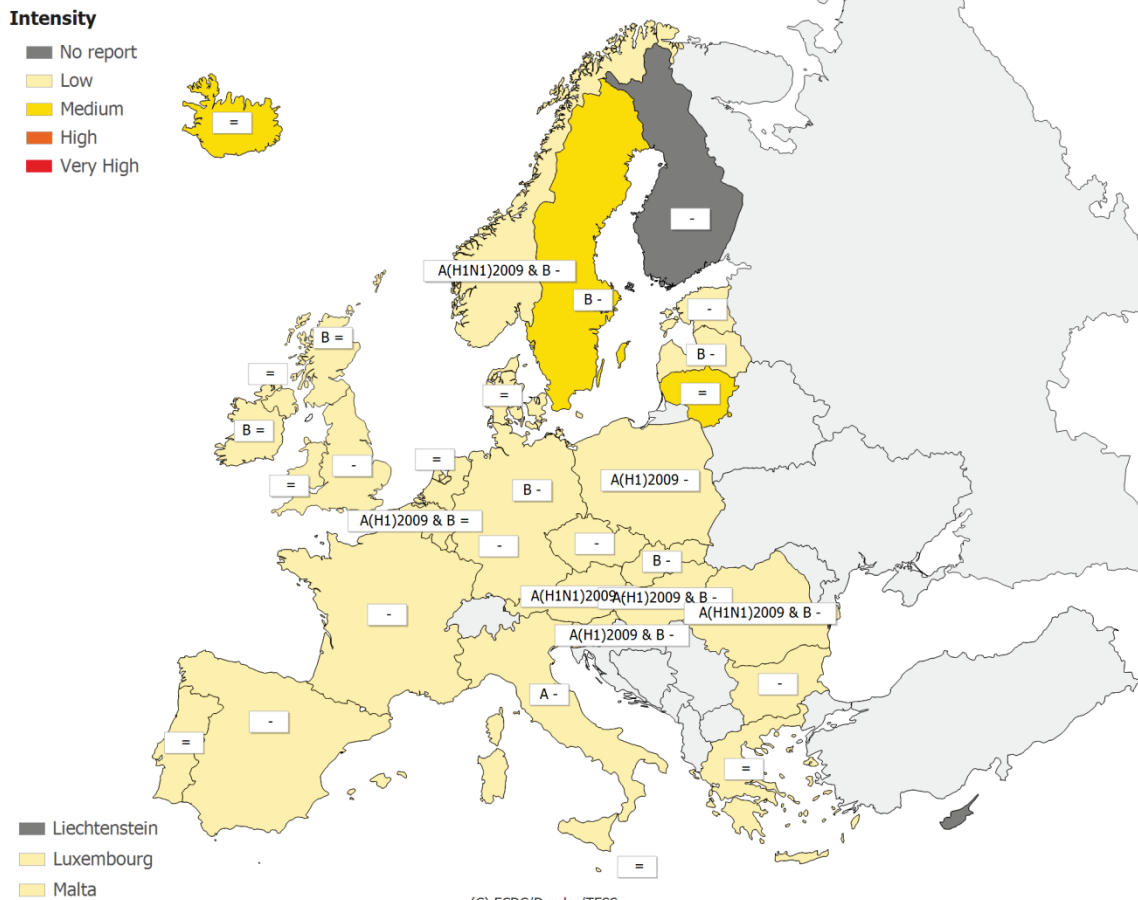 Intensity
No report
Low
Medium
High
Very High
=
-
A(H1N1)2009 & B -
B -
-
B =
B -
=
=
=
B =
=
-
=
A(H1)2009 -
B -
A(H1)2009 & B =
-
-
B -
A(H1N1)2009
A(H1)2009 & B -
-
A(H1N1)2009 & B -
A(H1)2009 & B -
-
A -
-
=
=
Liechtenstein
Luxembourg
=
Malta